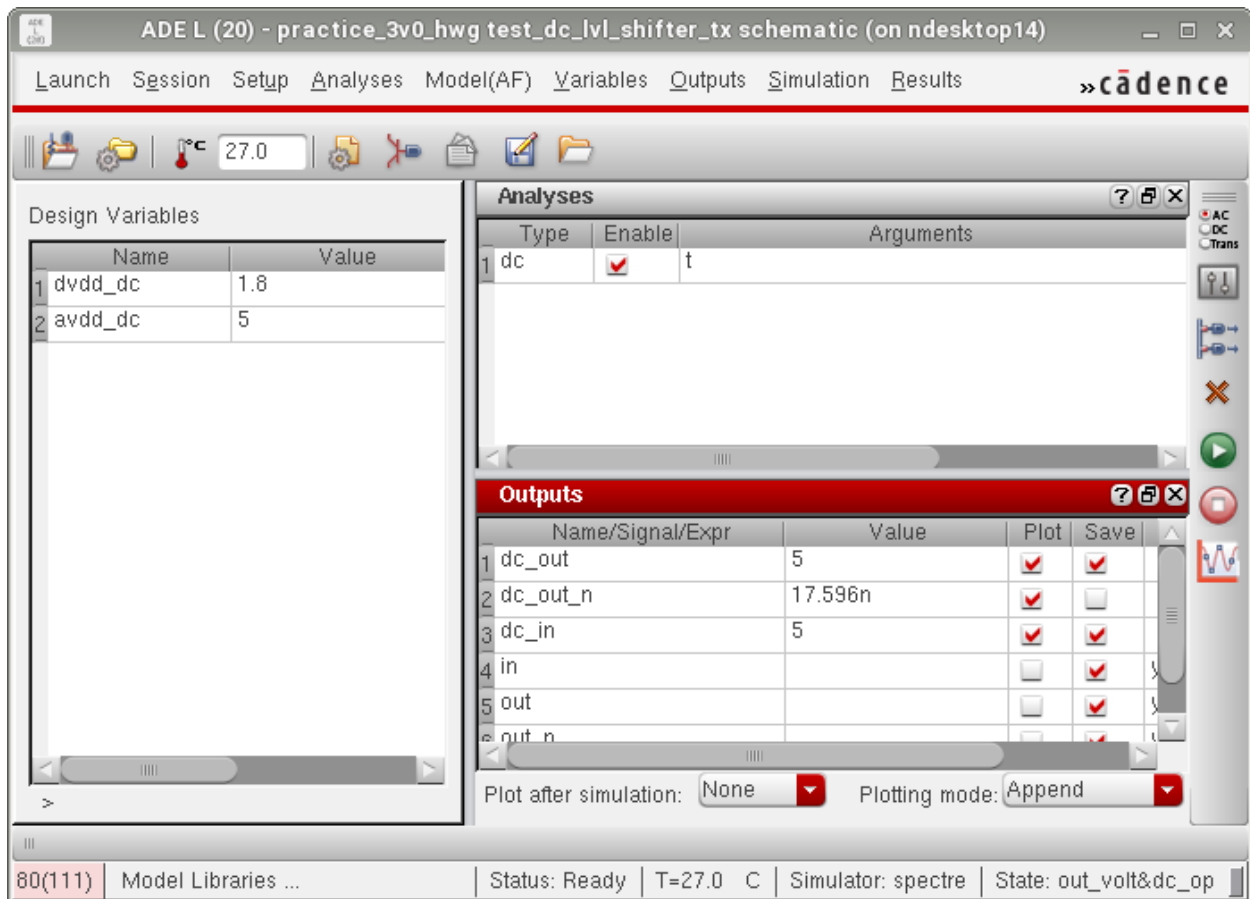 ADE L (20) - practice_3v0_hwg test_dc_lvl_shifter_tx schematic (on ndesktop14)
Launch Session Setup Analyses Model(AF) Variables Outputs Simulation Results
cādence
°C 27.0
Design Variables
Name Value
1 dvdd_dc 1.8
2 avdd_dc 5
>
Analyses
Type Enable Arguments
1 dc t
AC
DC
Trans
Outputs
Name/Signal/Expr Value Plot Save
1 dc_out 5
2 dc_out_n 17.596n
3 dc_in 5
4 in
5 out
6 out_n
Plot after simulation: None Plotting mode: Append
80(111) Model Libraries ... Status: Ready T=27.0 C Simulator: spectre State: out_volt&dc_op